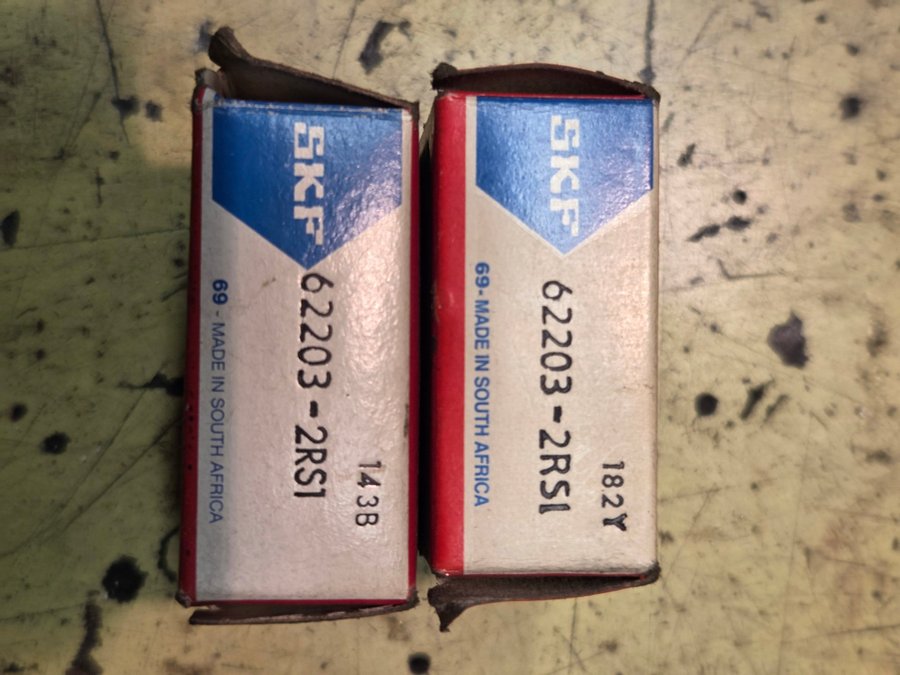 SKF
62203-2RS1
143B
69 - MADE IN SOUTH AFRICA
SKF
62203-2RS1
182Y
69 - MADE IN SOUTH AFRICA